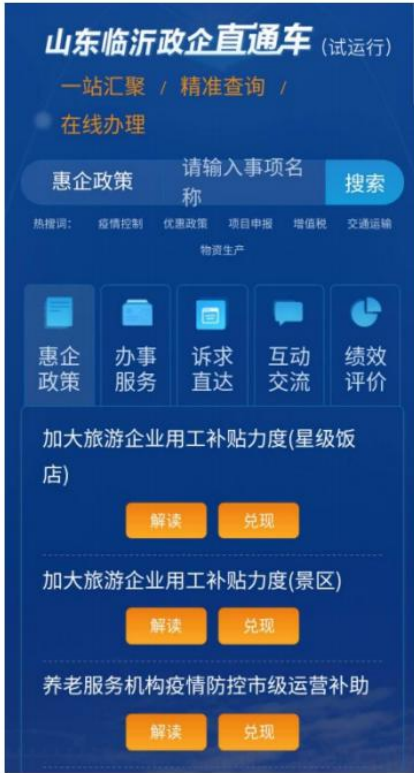 山东临沂政企直通车(试运行)
一站汇聚 / 精准查询 /
在线办理
惠企政策 请输入事项名称 搜索
热搜词： 疫情控制 优惠政策 项目申报 增值税 交通运输
物资生产
惠企政策 办事服务 诉求直达 互动交流 绩效评价
加大旅游企业用工补贴力度(星级饭
店)
解读 兑现
加大旅游企业用工补贴力度(景区)
解读 兑现
养老服务机构疫情防控市级运营补助
解读 兑现